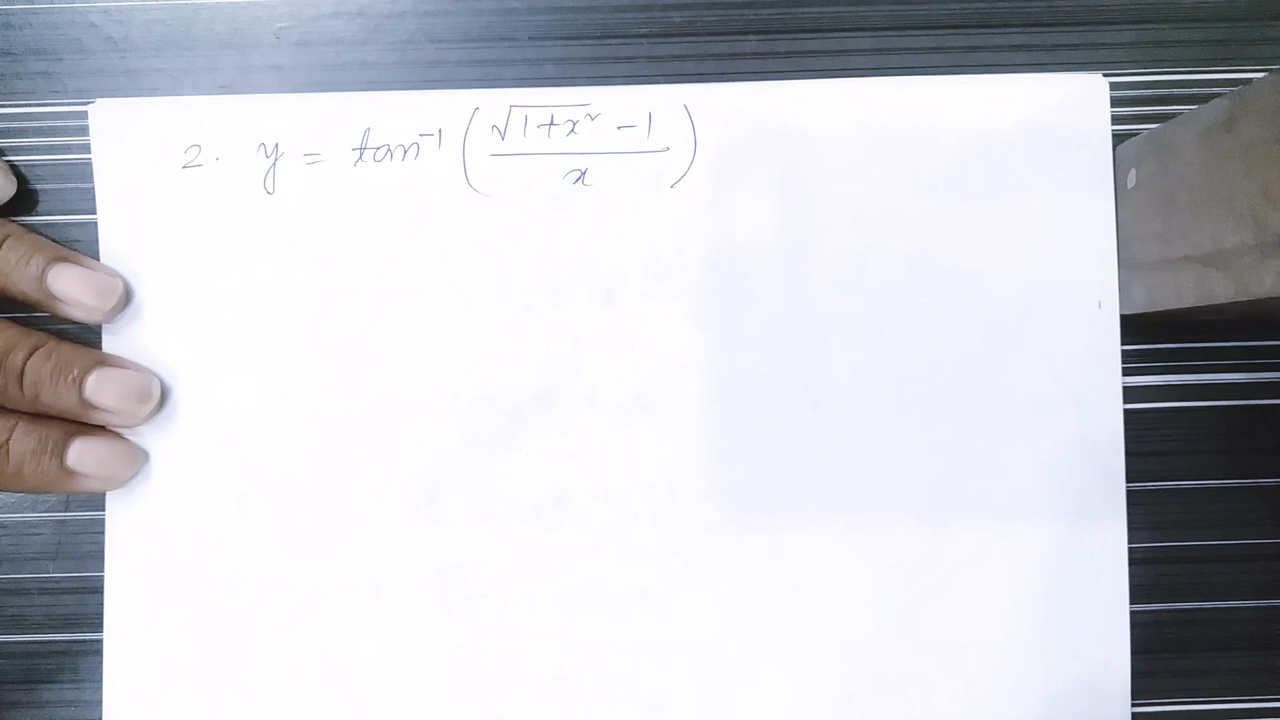 2. y = tan⁻¹ ( (√(1+x²) - 1) / x )